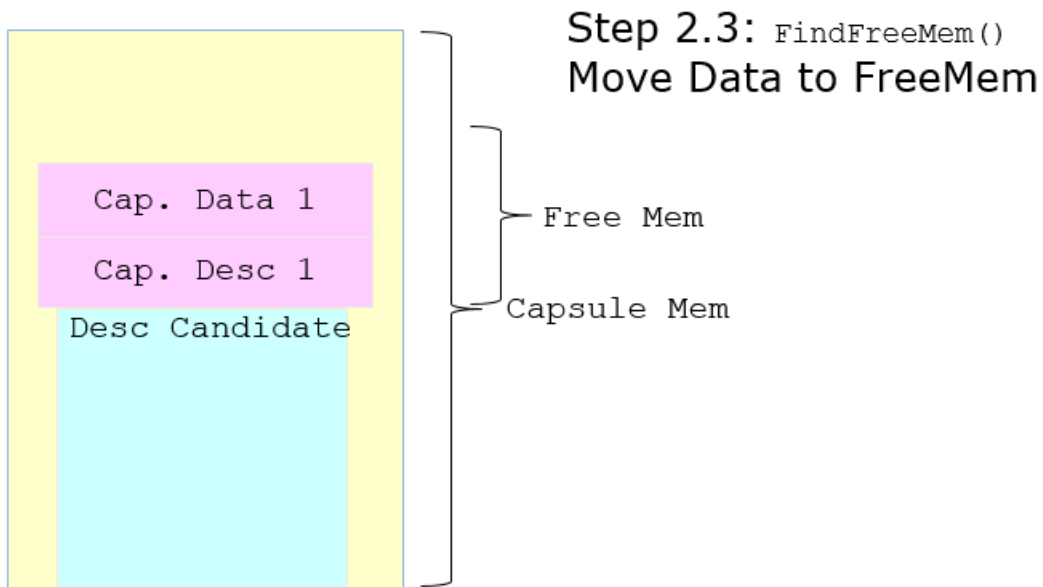 Step 2.3: FindFreeMem()
Move Data to FreeMem
Cap. Data 1
Free Mem
Cap. Desc 1
Capsule Mem
Desc Candidate